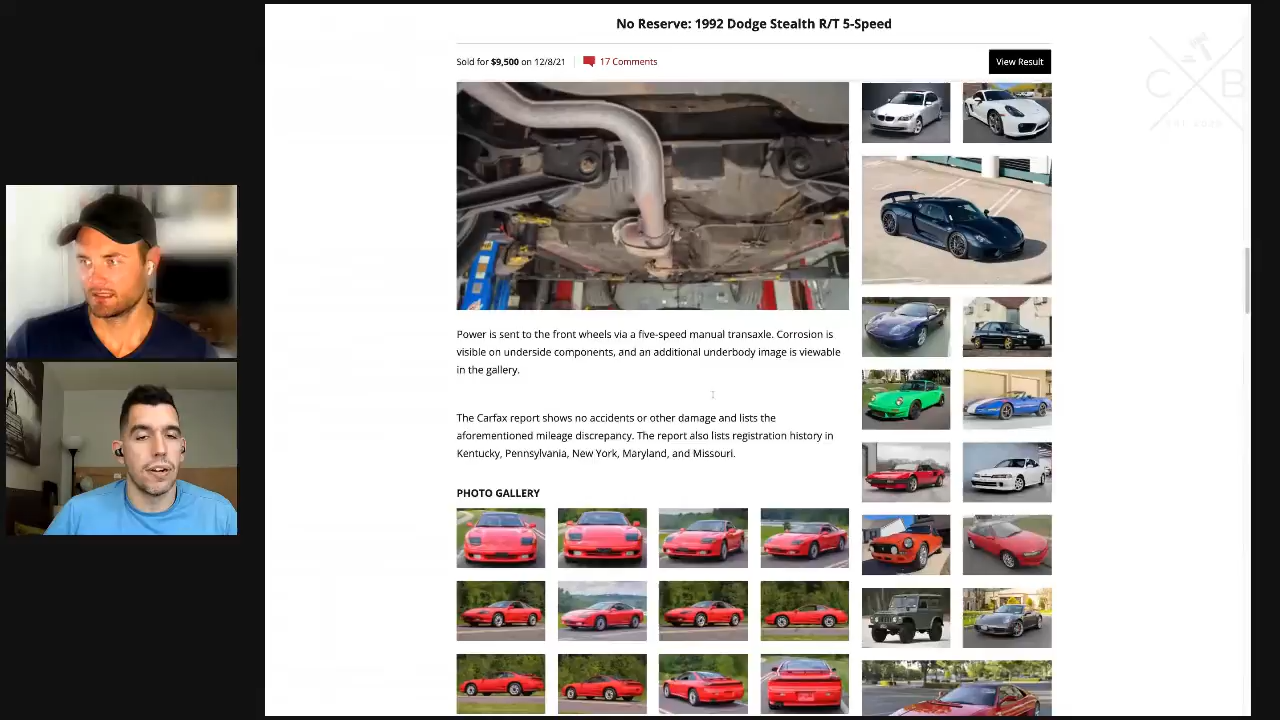 No Reserve: 1992 Dodge Stealth R/T 5-Speed
Sold for $9,500 on 12/8/21
17 Comments
View Result
C B
EST. 2020
Power is sent to the front wheels via a five-speed manual transaxle. Corrosion is
visible on underside components, and an additional underbody image is viewable
in the gallery.
The Carfax report shows no accidents or other damage and lists the
aforementioned mileage discrepancy. The report also lists registration history in
Kentucky, Pennsylvania, New York, Maryland, and Missouri.
PHOTO GALLERY